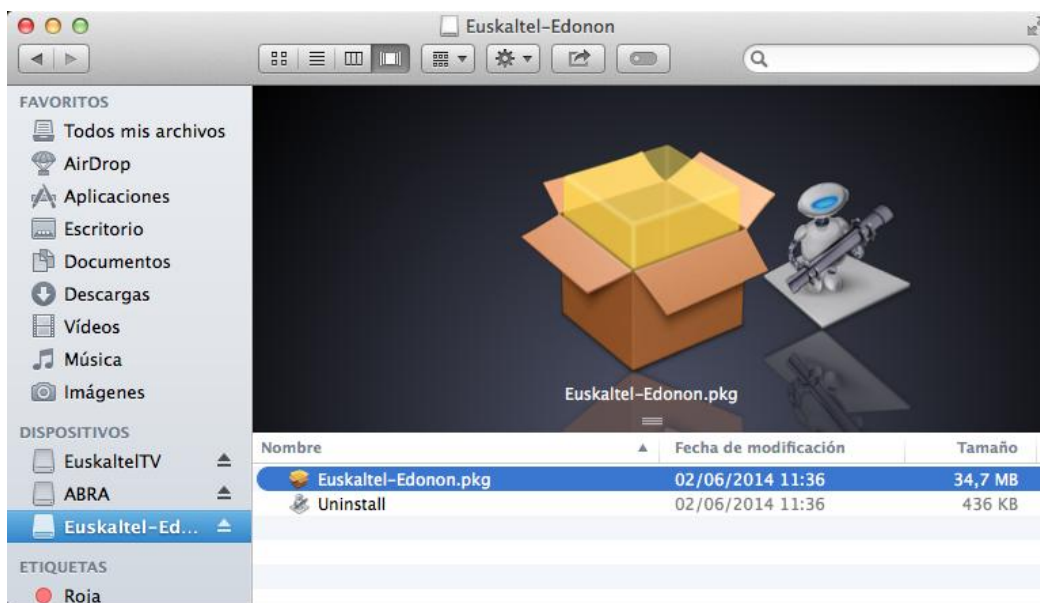 Euskaltel-Edonon
FAVORITOS
Todos mis archivos
AirDrop
Aplicaciones
Escritorio
Documentos
Descargas
Vídeos
Música
Imágenes
DISPOSITIVOS
EuskaltelTV
ABRA
Euskaltel-Ed...
ETIQUETAS
Roja
Euskaltel-Edonon.pkg
Nombre Fecha de modificación Tamaño
Euskaltel-Edonon.pkg 02/06/2014 11:36 34,7 MB
Uninstall 02/06/2014 11:36 436 KB